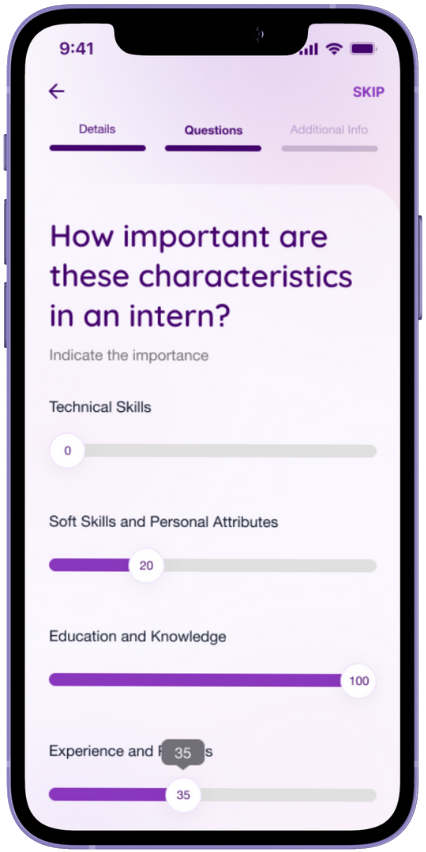 9:41
SKIP
Details
Questions
Additional Info
How important are
these characteristics
in an intern?
Indicate the importance
Technical Skills
0
Soft Skills and Personal Attributes
20
Education and Knowledge
100
Experience and
35
35